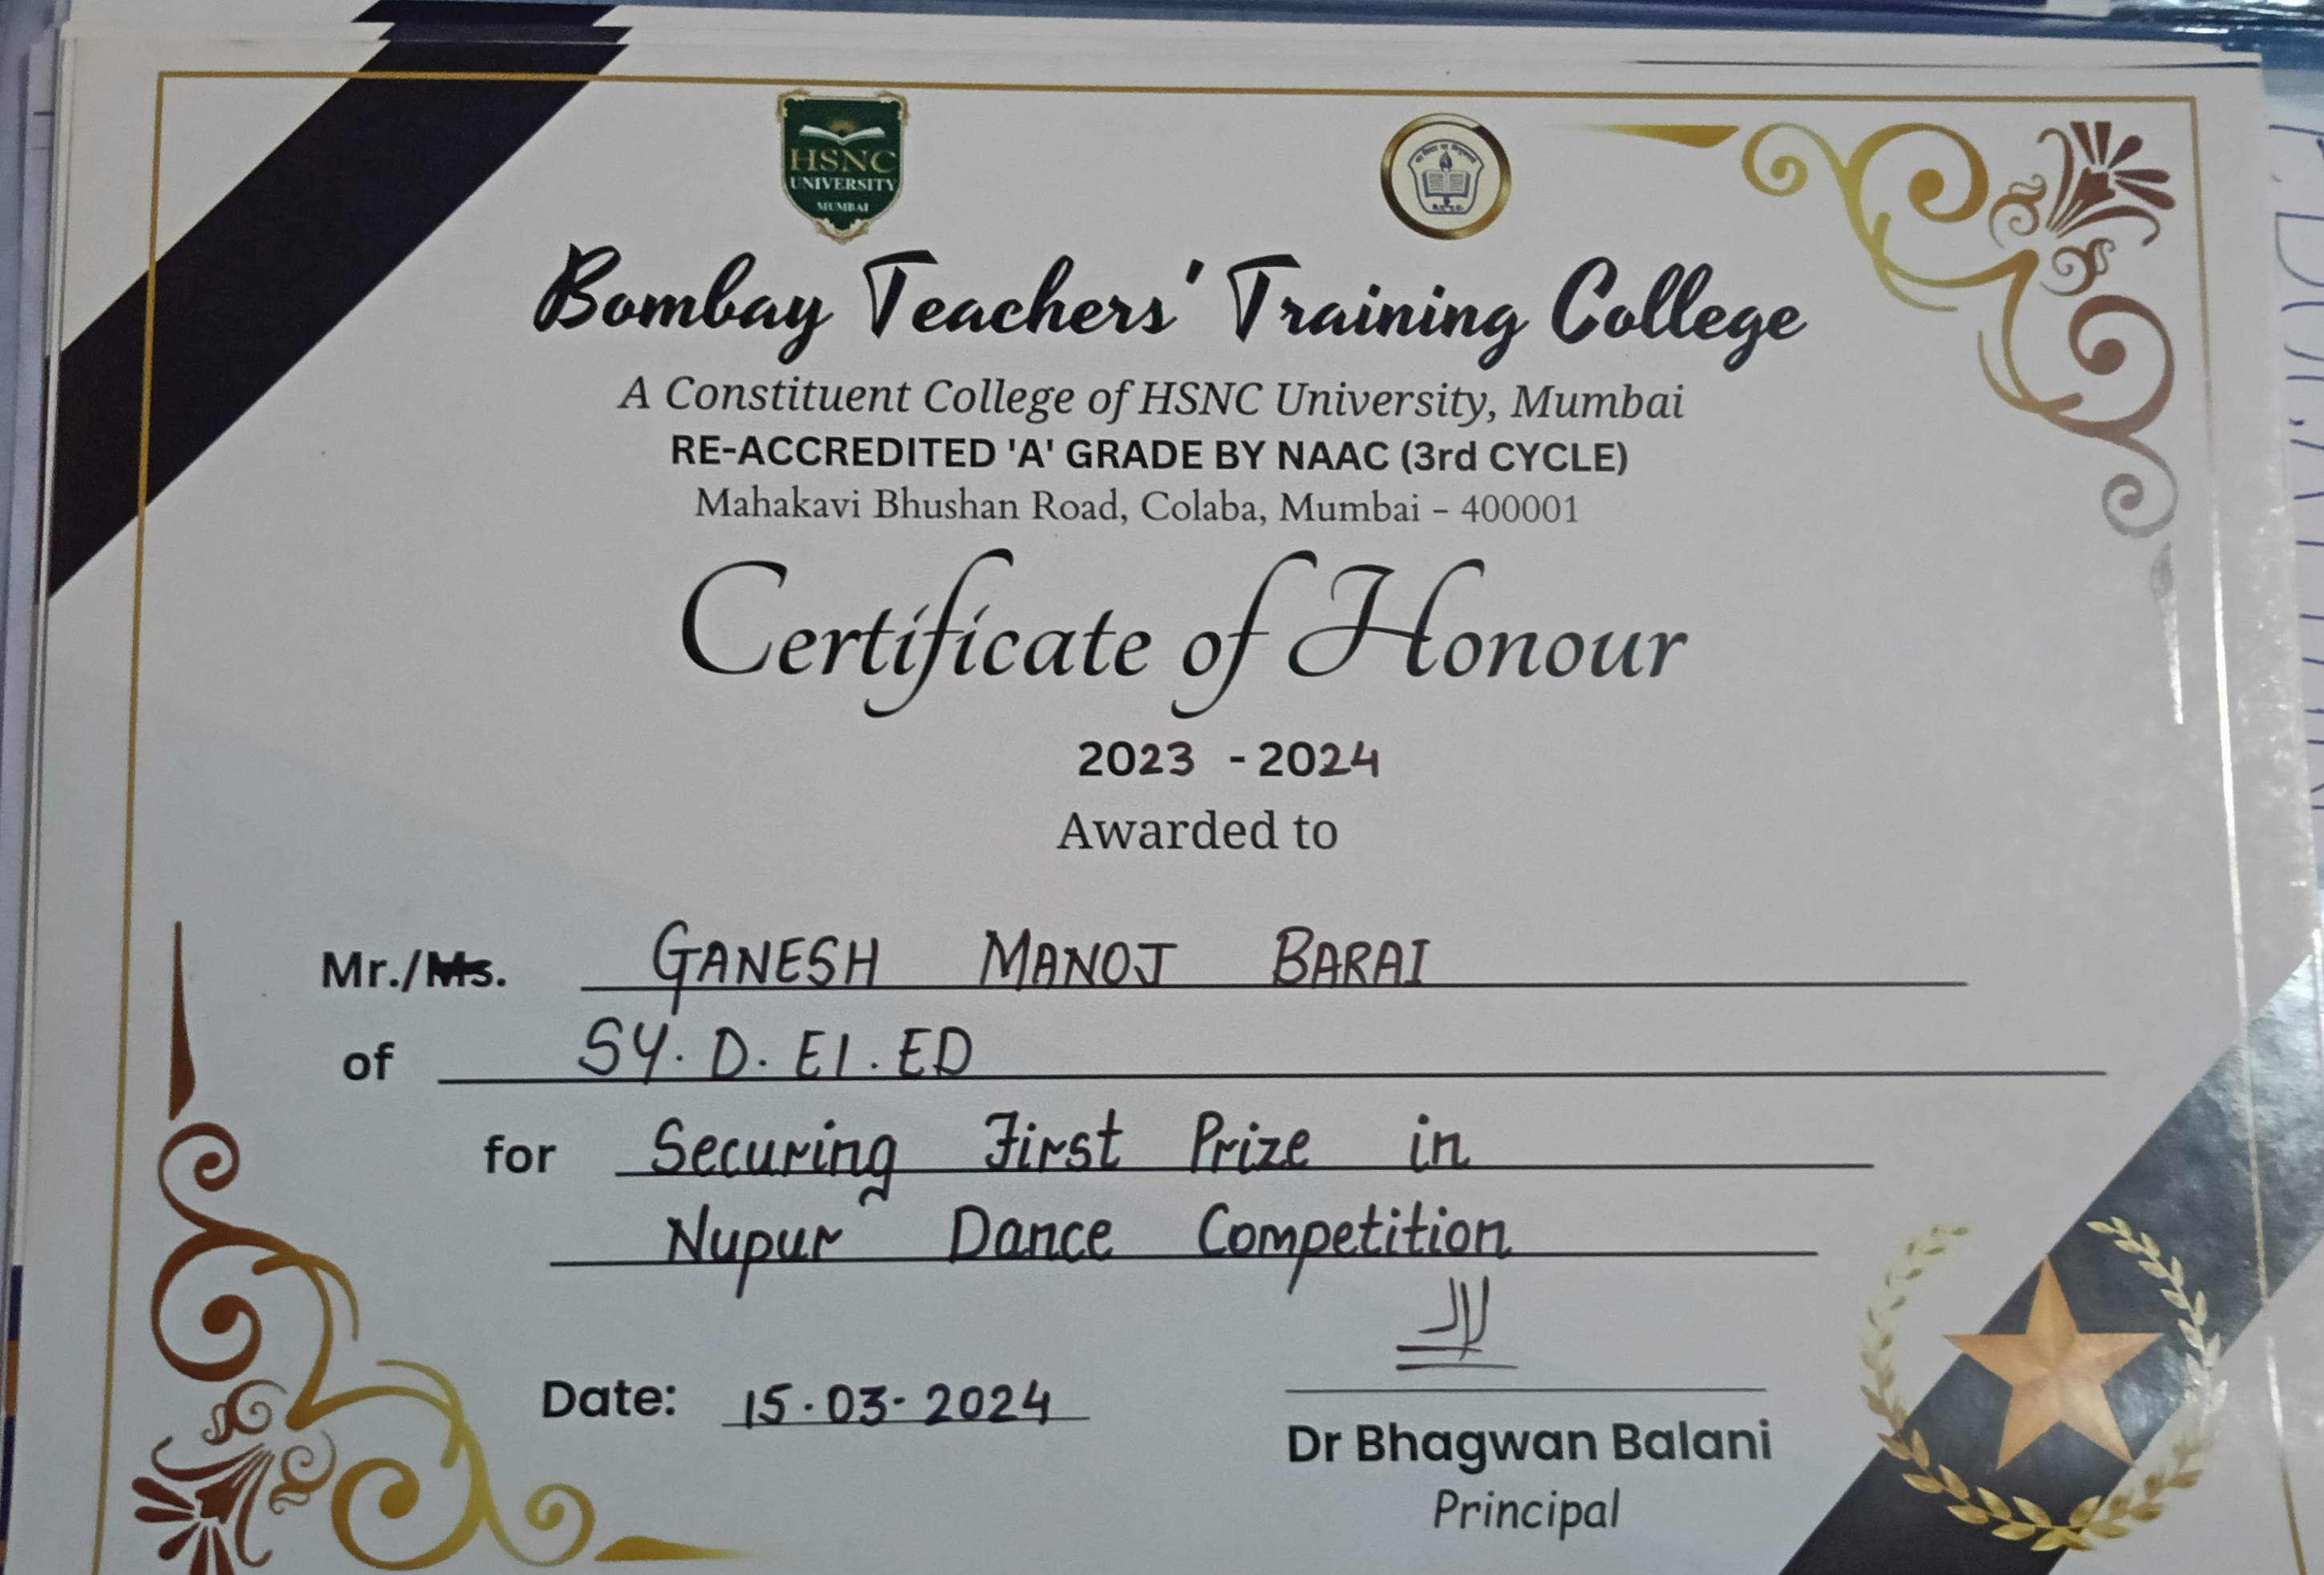 HSNC
UNIVERSITY
MUMBAI
Bombay Teachers' Training College
A Constituent College of HSNC University, Mumbai
RE-ACCREDITED 'A' GRADE BY NAAC (3rd CYCLE)
Mahakavi Bhushan Road, Colaba, Mumbai - 400001
Certificate of Honour
2023 - 2024
Awarded to
Mr./Ms. GANESH MANOJ BARAI
of SY. D. El. ED
for Securing First Prize in
Nupur Dance Competition
Date: 15.03.2024
Dr Bhagwan Balani
Principal